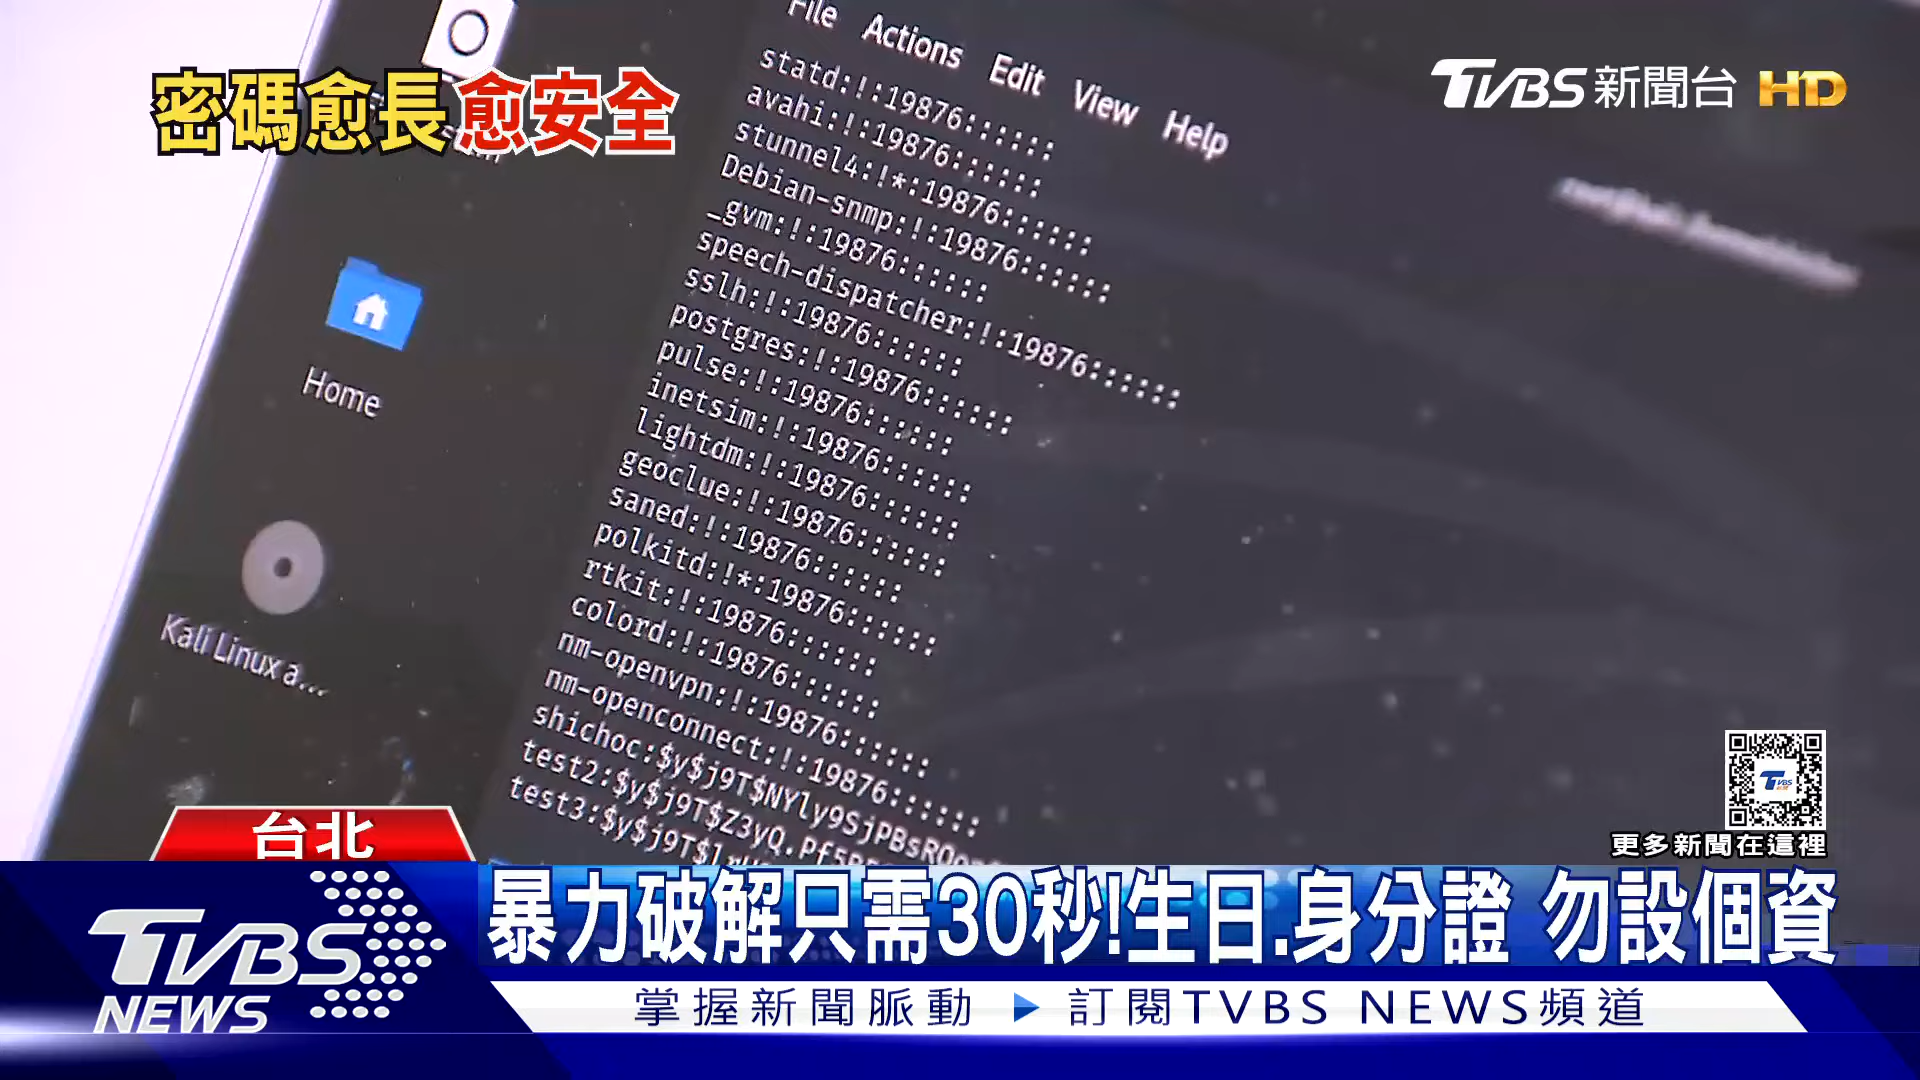 密碼愈長愈安全
TVBS新聞台 HD
File Actions Edit View Help
statd:!:19876::::::
avahi:!:19876::::::
stunnel4:!*:19876::::::
Debian-snmp:!:19876::::::
_gvm:!:19876::::::
speech-dispatcher:!:19876::::::
sslh:!:19876::::::
postgres:!:19876::::::
pulse:!:19876::::::
inetsim:!:19876::::::
lightdm:!:19876::::::
geoclue:!:19876::::::
saned:!:19876::::::
polkitd:!*:19876::::::
rtkit:!:19876::::::
colord:!:19876::::::
nm-openvpn:!:19876::::::
nm-openconnect:!:19876::::::
shichoc:$y$j9T$NYly9SjPBsRQo
test2:$y$j9T$Z3yQ.Pf5
test3:$y$j9T$
Home
Kali Linux a...
TVBS
更多新聞在這裡
台北
暴力破解只需30秒!生日.身分證 勿設個資
TVBS NEWS
掌握新聞脈動 ▶ 訂閱TVBS NEWS頻道